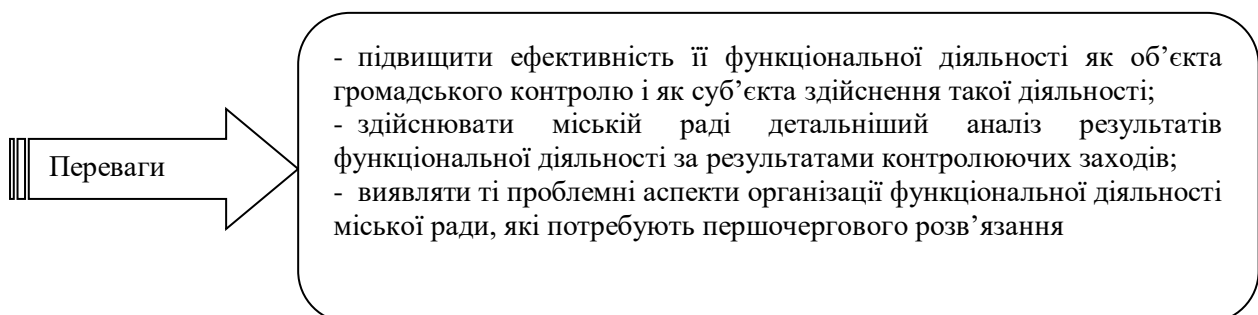 Переваги
- підвищити ефективність її функціональної діяльності як об’єкта
громадського контролю і як суб’єкта здійснення такої діяльності;
- здійснювати міській раді детальніший аналіз результатів
функціональної діяльності за результатами контролюючих заходів;
- виявляти ті проблемні аспекти організації функціональної діяльності
міської ради, які потребують першочергового розв’язання